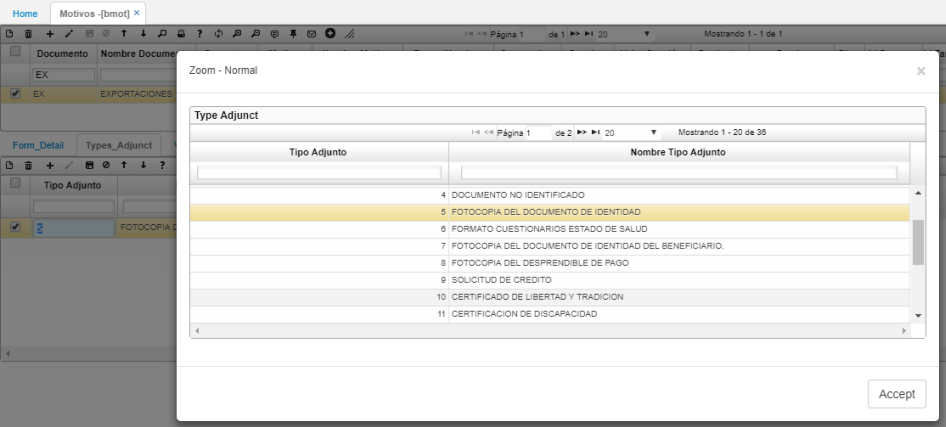 Home Motivos -[bmot] ×
Página 1 de 1 20 Mostrando 1 - 1 de 1
Documento
EX
EX EXPORTACIONES
Form_Detail Types_Adjunct
Tipo Adjunto
5
Zoom - Normal ×
Type Adjunct
Página 1 de 2 20 Mostrando 1 - 20 de 36
Tipo Adjunto Nombre Tipo Adjunto
4 DOCUMENTO NO IDENTIFICADO
5 FOTOCOPIA DEL DOCUMENTO DE IDENTIDAD
6 FORMATO CUESTIONARIOS ESTADO DE SALUD
7 FOTOCOPIA DEL DOCUMENTO DE IDENTIDAD DEL BENEFICIARIO.
8 FOTOCOPIA DEL DESPRENDIBLE DE PAGO
9 SOLICITUD DE CREDITO
10 CERTIFICADO DE LIBERTAD Y TRADICION
11 CERTIFICACION DE DISCAPACIDAD
Accept